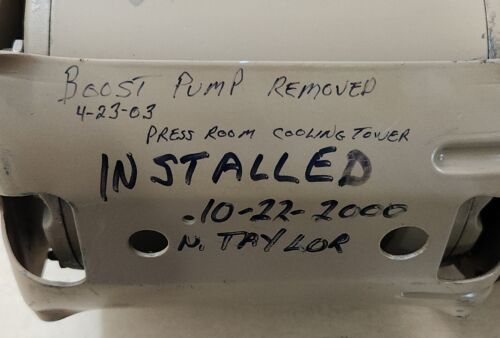 BOOST PUMP REMOVED
4-23-03
PRESS ROOM COOLING TOWER
INSTALLED
.10-22-2000
N. TAYLOR